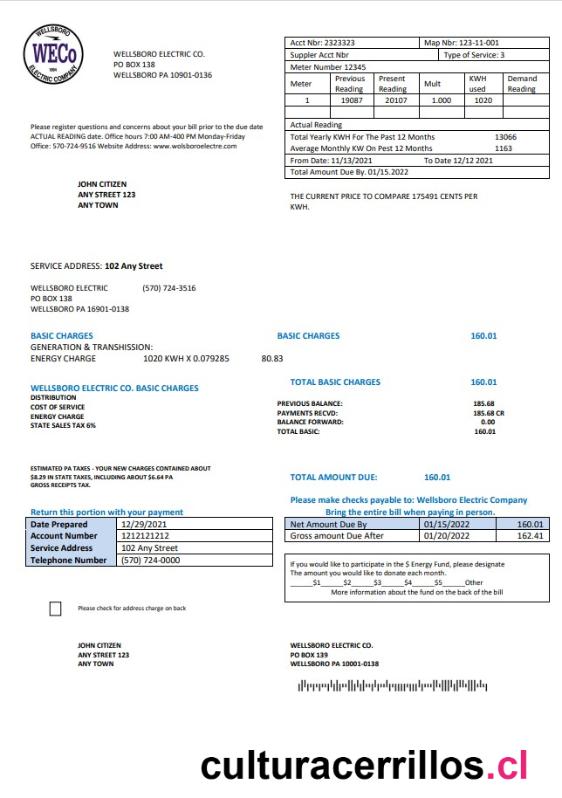 WELLSBORO
WECo
1894
ELECTRIC COMPANY
WELLSBORO ELECTRIC CO.
PO BOX 138
WELLSBORO PA 10901-0136
Acct Nbr: 2323323 Map Nbr: 123-11-001
Suppler Acct Nbr Type of Service: 3
Meter Number 12345
Meter Previous Reading Present Reading Mult KWH used Demand Reading
1 19087 20107 1.000 1020
Actual Reading
Total Yearly KWH For The Past 12 Months 13066
Average Monthly KW On Pest 12 Months 1163
From Date: 11/13/2021 To Date 12/12 2021
Total Amount Due By. 01/15.2022
Please register questions and concerns about your bill prior to the due date
ACTUAL READING date. Office hours 7:00 AM-400 PM Monday-Friday
Office: 570-724-9516 Website Address: www.wolsboroelectre.com
JOHN CITIZEN
ANY STREET 123
ANY TOWN
THE CURRENT PRICE TO COMPARE 175491 CENTS PER
KWH.
SERVICE ADDRESS: 102 Any Street
WELLSBORO ELECTRIC (570) 724-3516
PO BOX 138
WELLSBORO PA 16901-0138
BASIC CHARGES
GENERATION & TRANSHISSION:
ENERGY CHARGE 1020 KWH X 0.079285 80.83
BASIC CHARGES 160.01
WELLSBORO ELECTRIC CO. BASIC CHARGES
DISTRIBUTION
COST OF SERVICE
ENERGY CHARGE
STATE SALES TAX 6%
TOTAL BASIC CHARGES 160.01
PREVIOUS BALANCE: 185.68
PAYMENTS RECVD: 185.68 CR
BALANCE FORWARD: 0.00
TOTAL BASIC: 160.01
ESTIMATED PA TAXES - YOUR NEW CHARGES CONTAINED ABOUT
$8.29 IN STATE TAXES, INCLUDING ABOUT $6.64 PA
GROSS RECEIPTS TAX.
TOTAL AMOUNT DUE: 160.01
Please make checks payable to: Wellsboro Electric Company
Bring the entire bill when paying in person.
Return this portion with your payment
Date Prepared 12/29/2021
Account Number 1212121212
Service Address 102 Any Street
Telephone Number (570) 724-0000
Net Amount Due By 01/15/2022 160.01
Gross Amount Due After 01/20/2022 162.41
If you would like to participate in the $ Energy Fund, please designate
The amount you would like to donate each month.
______$1______$2______$3______$4______$5______Other
More information about the fund on the back of the bill
Please check for address charge on back
JOHN CITIZEN
ANY STREET 123
ANY TOWN
WELLSBORO ELECTRIC CO.
PO BOX 139
WELLSBORO PA 10001-0138
culturacerrillos.cl